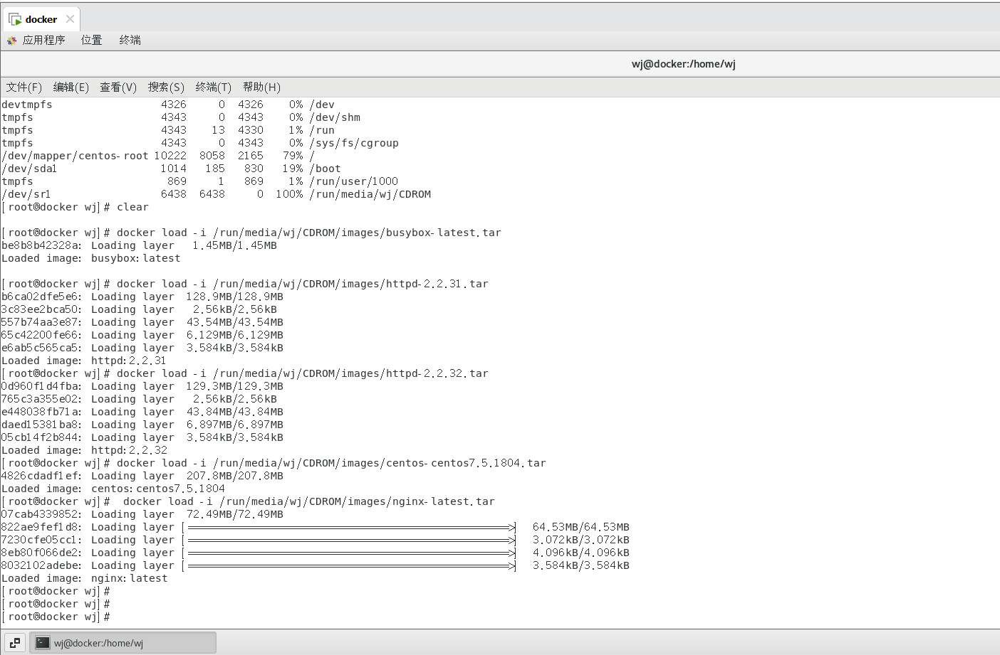 docker
应用程序 位置 终端
wj@docker:/home/wj
文件(F) 编辑(E) 查看(V) 搜索(S) 终端(T) 帮助(H)
devtmpfs 4326 0 4326 0% /dev
tmpfs 4343 0 4343 0% /dev/shm
tmpfs 4343 13 4330 1% /run
tmpfs 4343 0 4343 0% /sys/fs/cgroup
/dev/mapper/centos-root 10222 8058 2165 79% /
/dev/sda1 1014 185 830 19% /boot
tmpfs 869 1 869 1% /run/user/1000
/dev/sr1 6438 6438 0 100% /run/media/wj/CDROM
[root@docker wj]# clear
[root@docker wj]# docker load -i /run/media/wj/CDROM/images/busybox-latest.tar
be8b8b42328a: Loading layer 1.45MB/1.45MB
Loaded image: busybox:latest
[root@docker wj]# docker load -i /run/media/wj/CDROM/images/httpd-2.2.31.tar
b6ca02dfe5e6: Loading layer 128.9MB/128.9MB
3c83ee2bca50: Loading layer 2.56kB/2.56kB
557b74aa3e87: Loading layer 43.54MB/43.54MB
65c42200fe66: Loading layer 6.129MB/6.129MB
e6ab5c565ca5: Loading layer 3.584kB/3.584kB
Loaded image: httpd:2.2.31
[root@docker wj]# docker load -i /run/media/wj/CDROM/images/httpd-2.2.32.tar
0d960f1d4fba: Loading layer 129.3MB/129.3MB
765c3a355e02: Loading layer 2.56kB/2.56kB
e448038fb71a: Loading layer 43.84MB/43.84MB
daed15381ba8: Loading layer 6.897MB/6.897MB
05cb14f2b844: Loading layer 3.584kB/3.584kB
Loaded image: httpd:2.2.32
[root@docker wj]# docker load -i /run/media/wj/CDROM/images/centos-centos7.5.1804.tar
4826cdadf1ef: Loading layer 207.8MB/207.8MB
Loaded image: centos:centos7.5.1804
[root@docker wj]# docker load -i /run/media/wj/CDROM/images/nginx-latest.tar
07cab4339852: Loading layer 72.49MB/72.49MB
822ae9fef1d8: Loading layer [==================================================>] 64.53MB/64.53MB
7230cfe05cc1: Loading layer [==================================================>] 3.072kB/3.072kB
8eb80f066de2: Loading layer [==================================================>] 4.096kB/4.096kB
8032102adebe: Loading layer [==================================================>] 3.584kB/3.584kB
Loaded image: nginx:latest
[root@docker wj]#
[root@docker wj]#
[root@docker wj]#
wj@docker:/home/wj